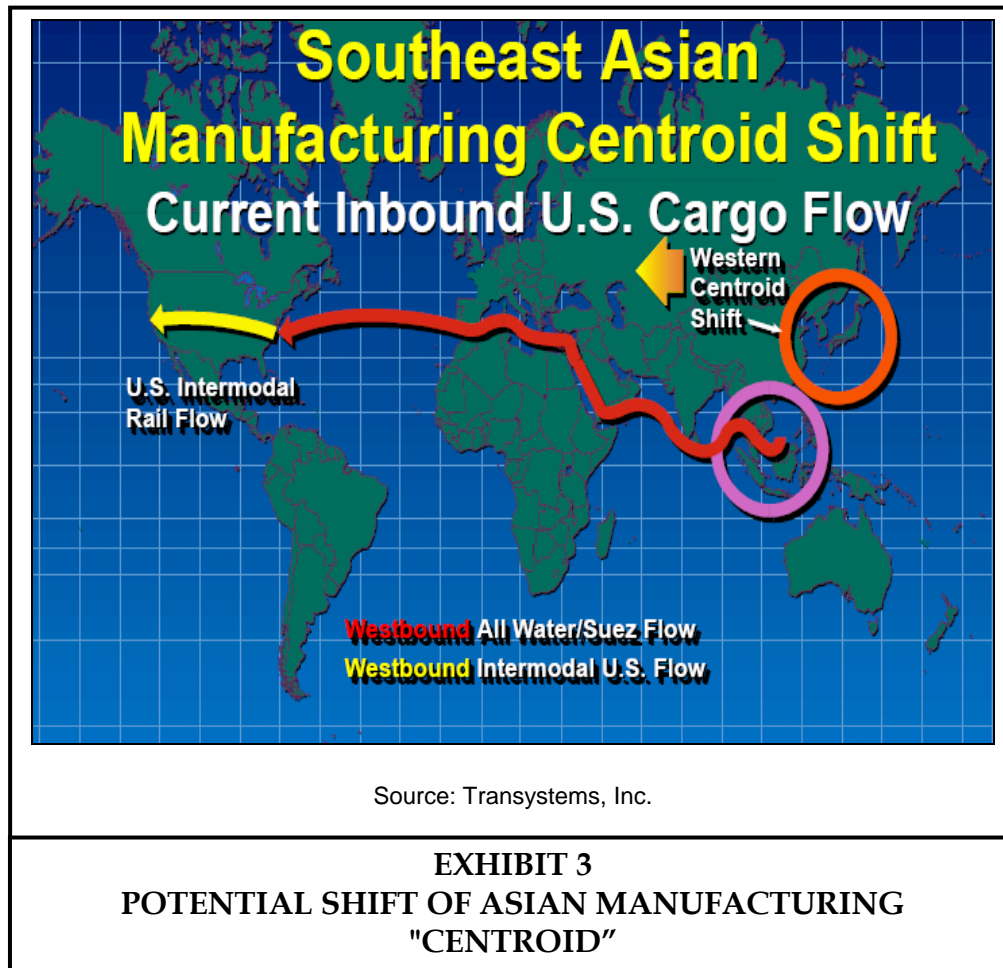 Southeast Asian
Manufacturing Centroid Shift
Current Inbound U.S. Cargo Flow
Western
Centroid
Shift
U.S. Intermodal
Rail Flow
Westbound All Water/Suez Flow
Westbound Intermodal U.S. Flow
Source: Transystems, Inc.
EXHIBIT 3
POTENTIAL SHIFT OF ASIAN MANUFACTURING
"CENTROID”